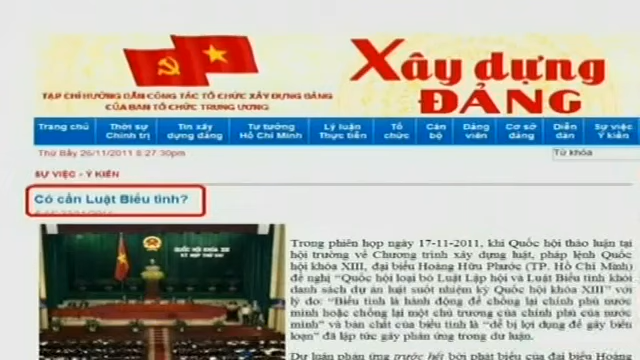 Xây dựng
ĐẢNG
TẠP CHÍ HƯỚNG DẪN CÔNG TÁC TỔ CHỨC XÂY DỰNG ĐẢNG
CỦA BAN TỔ CHỨC TRUNG ƯƠNG
Trang chủ
Thời sự Chính trị
Tin xây dựng đảng
Tư tưởng Hồ Chí Minh
Lý luận Thực tiễn
Tổ chức
Cán bộ
Đảng viên
Cơ sở đảng
Diễn đàn
Sự việc Ý kiến
Thứ Bảy 26/11/2011 8:27:30pm
Từ khóa
SỰ VIỆC - Ý KIẾN
Có cần Luật Biểu tình?
QUỐC HỘI KHÓA XIII
Trong phiên họp ngày 17-11-2011, khi Quốc hội thảo luận tại
hội trường về Chương trình xây dựng luật, pháp lệnh Quốc
hội khóa XIII, đại biểu Hoàng Hữu Phước (TP. Hồ Chí Minh)
đề nghị “Quốc hội loại bỏ Luật Lập hội và Luật Biểu tình khỏi
danh sách dự án luật suốt nhiệm kỳ Quốc hội khóa XIII” với
lý do: “Biểu tình là hành động để chống lại chính phủ nước
mình hoặc chống lại một chủ trương của chính phủ của nước
mình” và bản chất của biểu tình là “dễ bị lợi dụng để gây biểu
loạn” đã lập tức gây phản ứng trong dư luận.
Dư luận phản ứng trước hết bởi phát biểu của đại biểu Hoàng